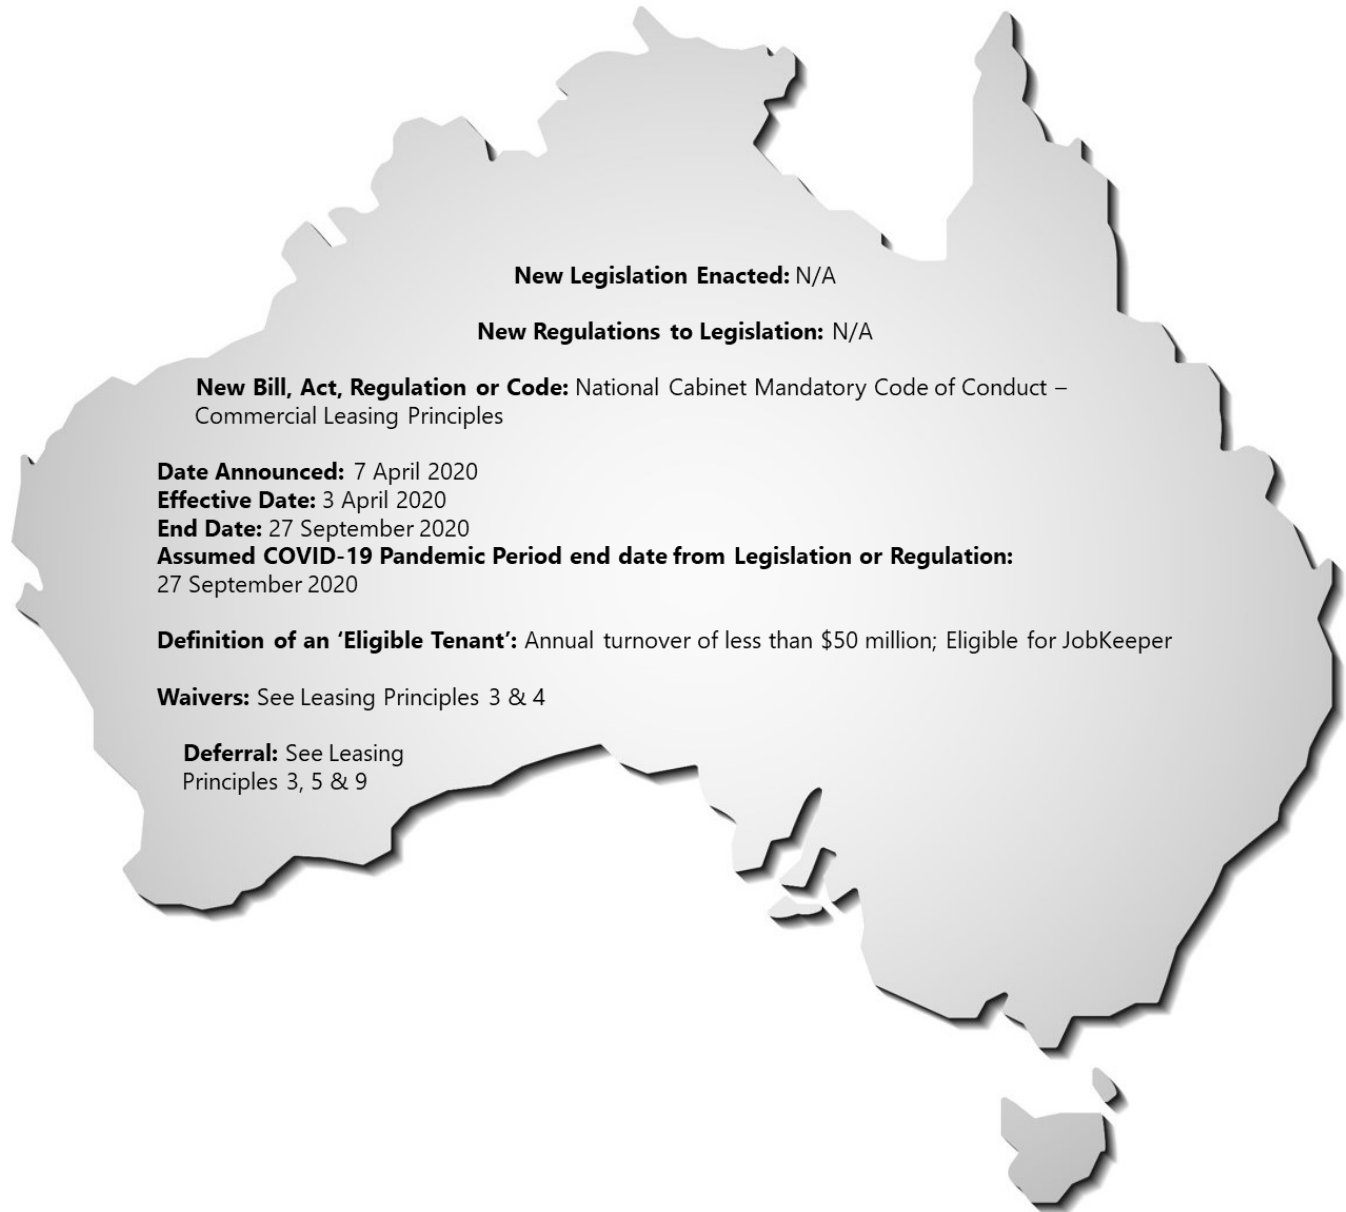 New Legislation Enacted: N/A
New Regulations to Legislation: N/A
New Bill, Act, Regulation or Code: National Cabinet Mandatory Code of Conduct –
Commercial Leasing Principles
Date Announced: 7 April 2020
Effective Date: 3 April 2020
End Date: 27 September 2020
Assumed COVID-19 Pandemic Period end date from Legislation or Regulation:
27 September 2020
Definition of an ‘Eligible Tenant’: Annual turnover of less than $50 million; Eligible for JobKeeper
Waivers: See Leasing Principles 3 & 4
Deferral: See Leasing
Principles 3, 5 & 9